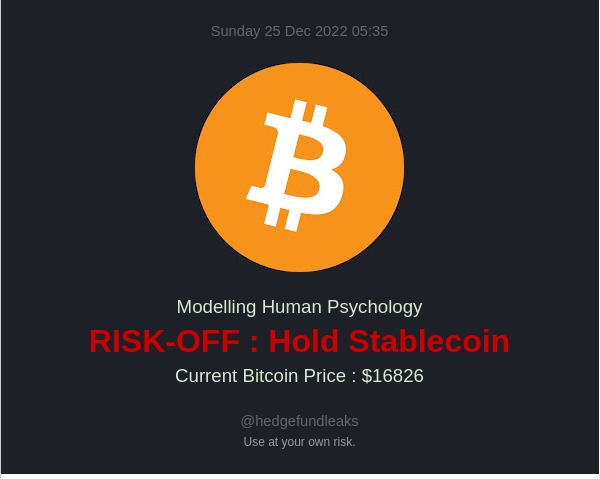 Sunday 25 Dec 2022 05:35
Modelling Human Psychology
RISK-OFF : Hold Stablecoin
Current Bitcoin Price : $16826
@hedgefundleaks
Use at your own risk.